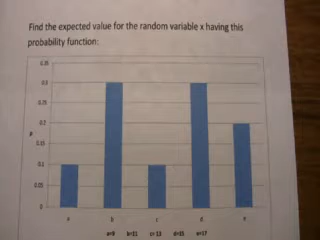 Find the expected value for the random variable x having this
probability function:
0.35
0.3
0.25
0.2
P
0.15
0.1
0.05
0
a b c d e
a=9 b=11 c= 13 d=15 e=17